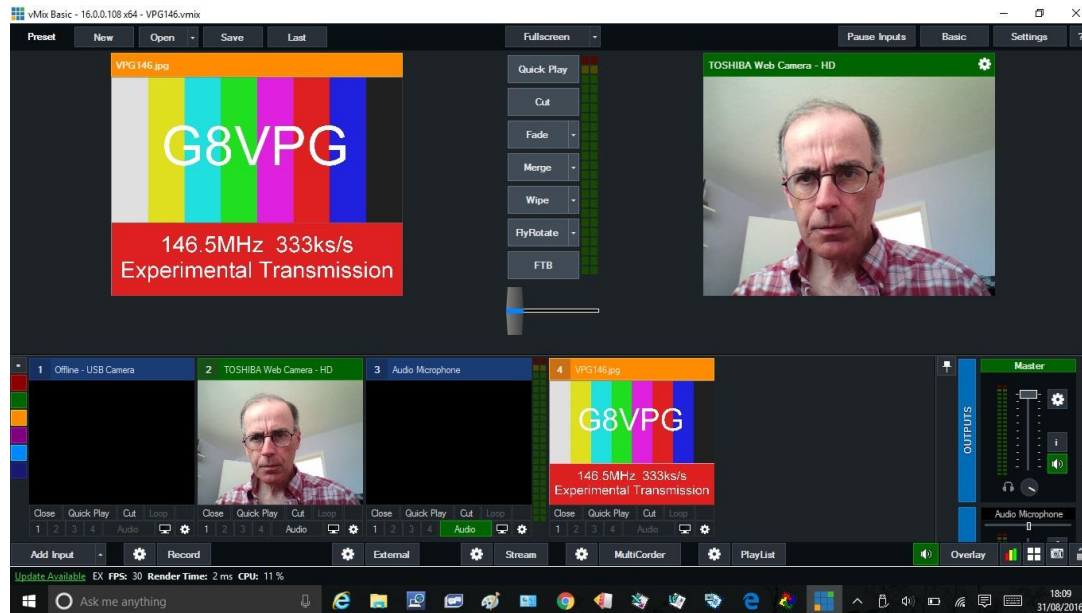 vMix Basic - 16.0.0.108 x64 - VPG146.vmix
Preset New Open Save Last Fullscreen Pause Inputs Basic Settings ?
VPG146.jpg
G8VPG
146.5MHz 333ks/s
Experimental Transmission
Quick Play
Cut
Fade
Merge
Wipe
FlyRotate
FTB
TOSHIBA Web Camera - HD
1 Offline - USB Camera
2 TOSHIBA Web Camera - HD
3 Audio Microphone
4 VPG146.jpg
G8VPG
146.5MHz 333ks/s
Experimental Transmission
Close Quick Play Cut Loop
1 2 3 4 Audio
Close Quick Play Cut Loop
1 2 3 4 Audio
Close Quick Play Cut Loop
1 2 3 4 Audio
Close Quick Play Cut Loop
1 2 3 4 Audio
OUTPUTS
Master
i
Audio Microphone
Add Input Record External Stream MultiCorder PlayList Overlay
Update Available EX FPS: 30 Render Time: 2 ms CPU: 11 %
Ask me anything
18:09